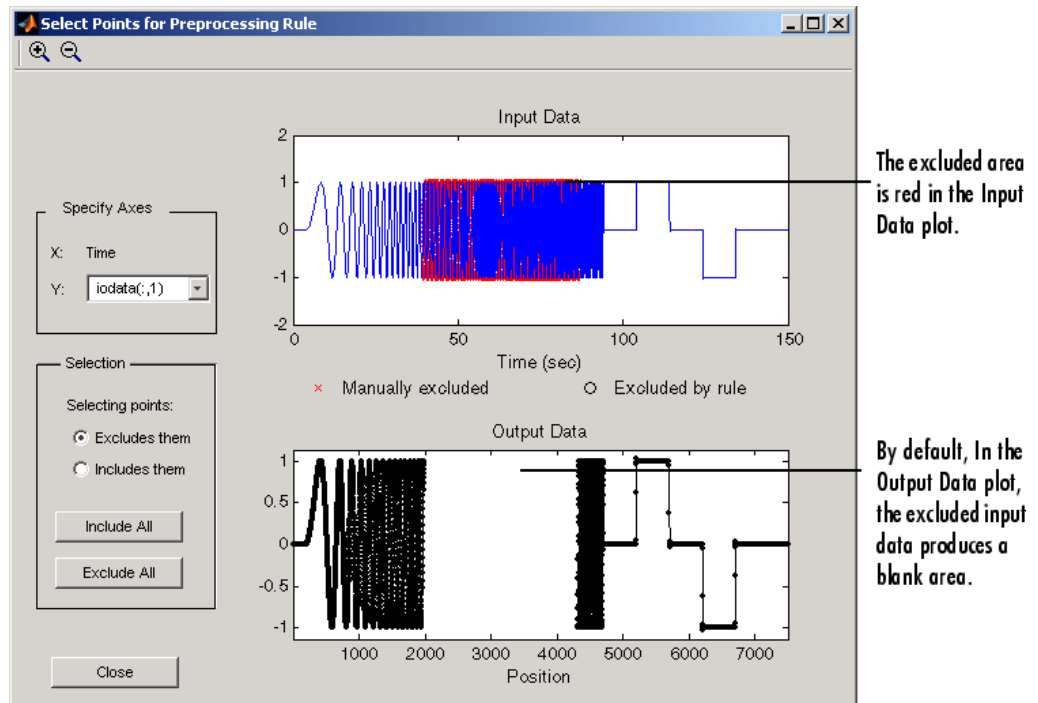 Select Points for Preprocessing Rule
Specify Axes
X: Time
Y: iodata(:,1)
Selection
Selecting points:
Excludes them
Includes them
Include All
Exclude All
Close
Input Data
2
1
0
-1
-2
0 50 100 150
Time (sec)
× Manually excluded O Excluded by rule
Output Data
1
0.5
0
-0.5
-1
1000 2000 3000 4000 5000 6000 7000
Position
The excluded area
is red in the Input
Data plot.
By default, In the
Output Data plot,
the excluded input
data produces a
blank area.